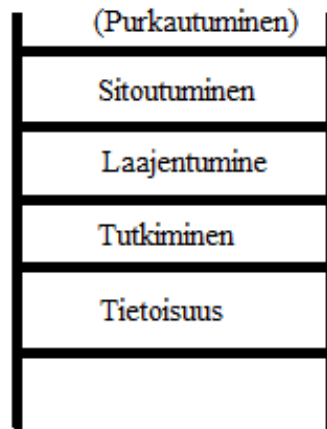 (Purkautuminen)
Sitoutuminen
Laajentumine
Tutkiminen
Tietoisuus